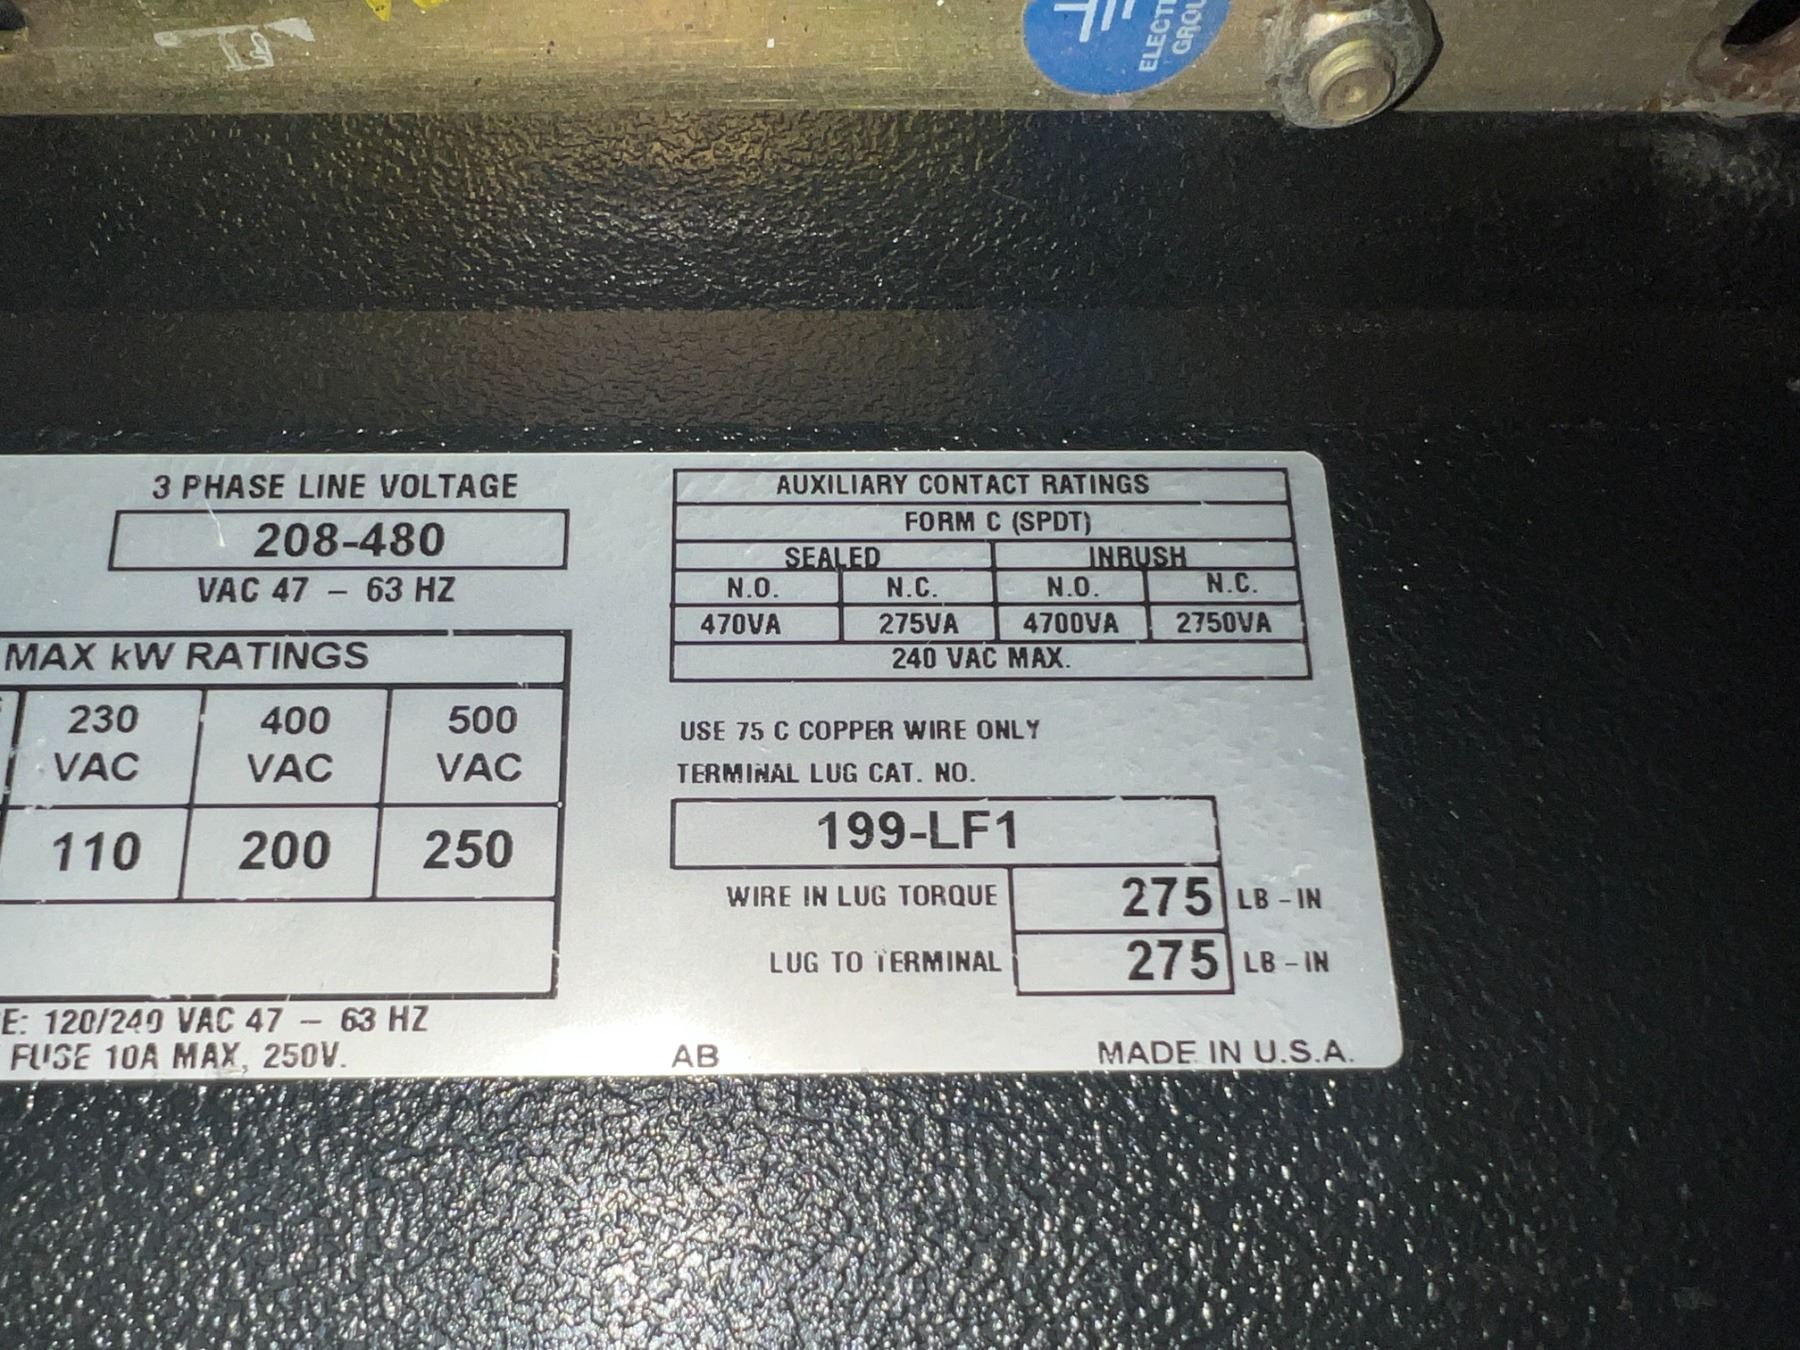 ELECT
GROU
3 PHASE LINE VOLTAGE
208-480
VAC 47 – 63 HZ
MAX kW RATINGS
230 VAC 400 VAC 500 VAC
110 200 250
E: 120/240 VAC 47 – 63 HZ
FUSE 10A MAX, 250V.
AUXILIARY CONTACT RATINGS
FORM C (SPDT)
SEALED INRUSH
N.O. N.C. N.O. N.C.
470VA 275VA 4700VA 2750VA
240 VAC MAX.
USE 75 C COPPER WIRE ONLY
TERMINAL LUG CAT. NO.
199-LF1
WIRE IN LUG TORQUE 275 LB – IN
LUG TO TERMINAL 275 LB – IN
AB MADE IN U.S.A.